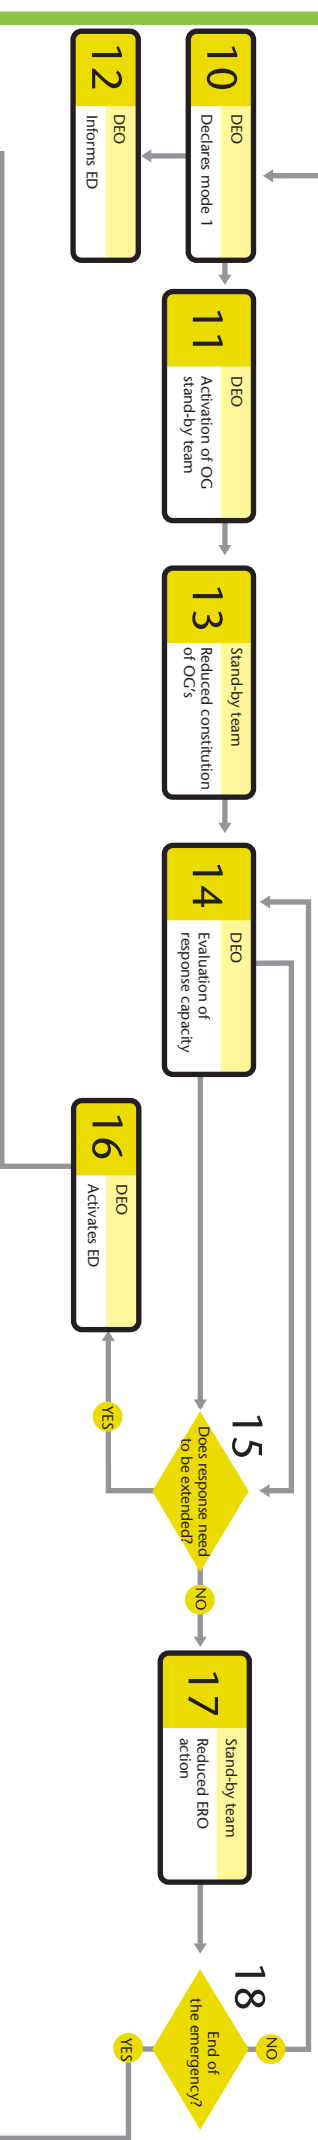 10
DEO
Declares mode 1
12
DEO
Informs ED
11
DEO
Activation of OG
stand-by team
13
Stand-by team
Reduced constitution
of OG's
14
DEO
Evaluation of
response capacity
15
Does response need
to be extended?
YES
16
DEO
Activates ED
NO
17
Stand-by team
Reduced ERO
action
18
End of
the emergency?
NO
YES